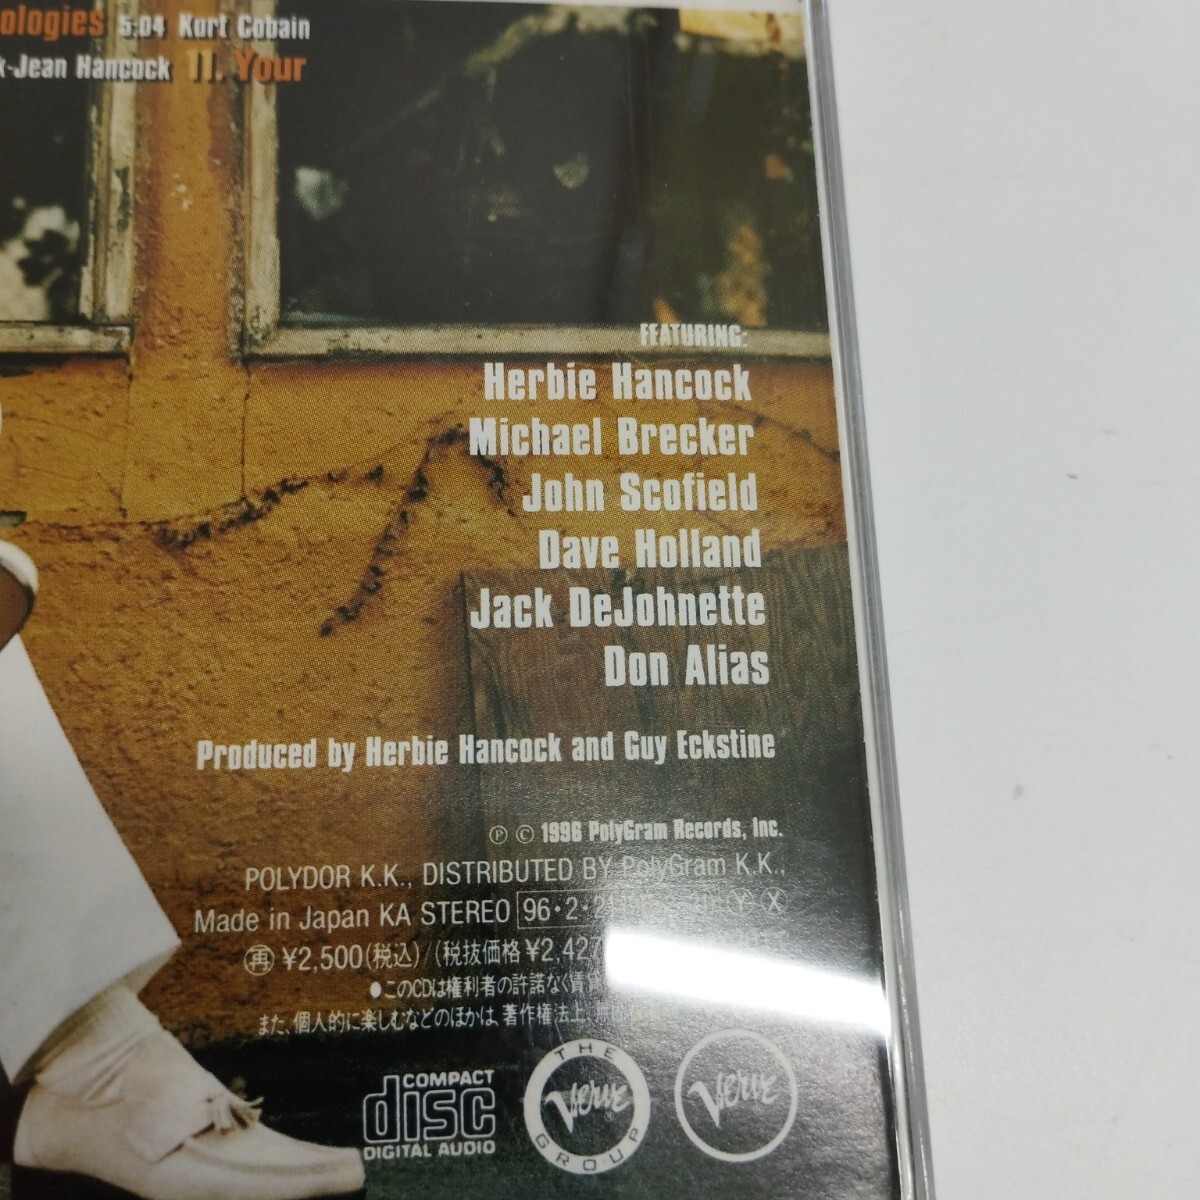 ologies 5:04 Kurt Cobain
-Jean Hancock 11. Your
FEATURING:
Herbie Hancock
Michael Brecker
John Scofield
Dave Holland
Jack DeJohnette
Don Alias
Produced by Herbie Hancock and Guy Eckstine
℗ © 1996 PolyGram Records, Inc.
POLYDOR K.K., DISTRIBUTED BY PolyGram K.K.,
Made in Japan KA STEREO 96・2・ (Y) (X)
再 ¥2,500(税込)/(税抜価格¥2,427
●このCDは権利者の許諾なく賃
また、個人的に楽しむなどのほかは、著作権法上、無
COMPACT
disc
DIGITAL AUDIO
THE
Verve
GROUP
Verve